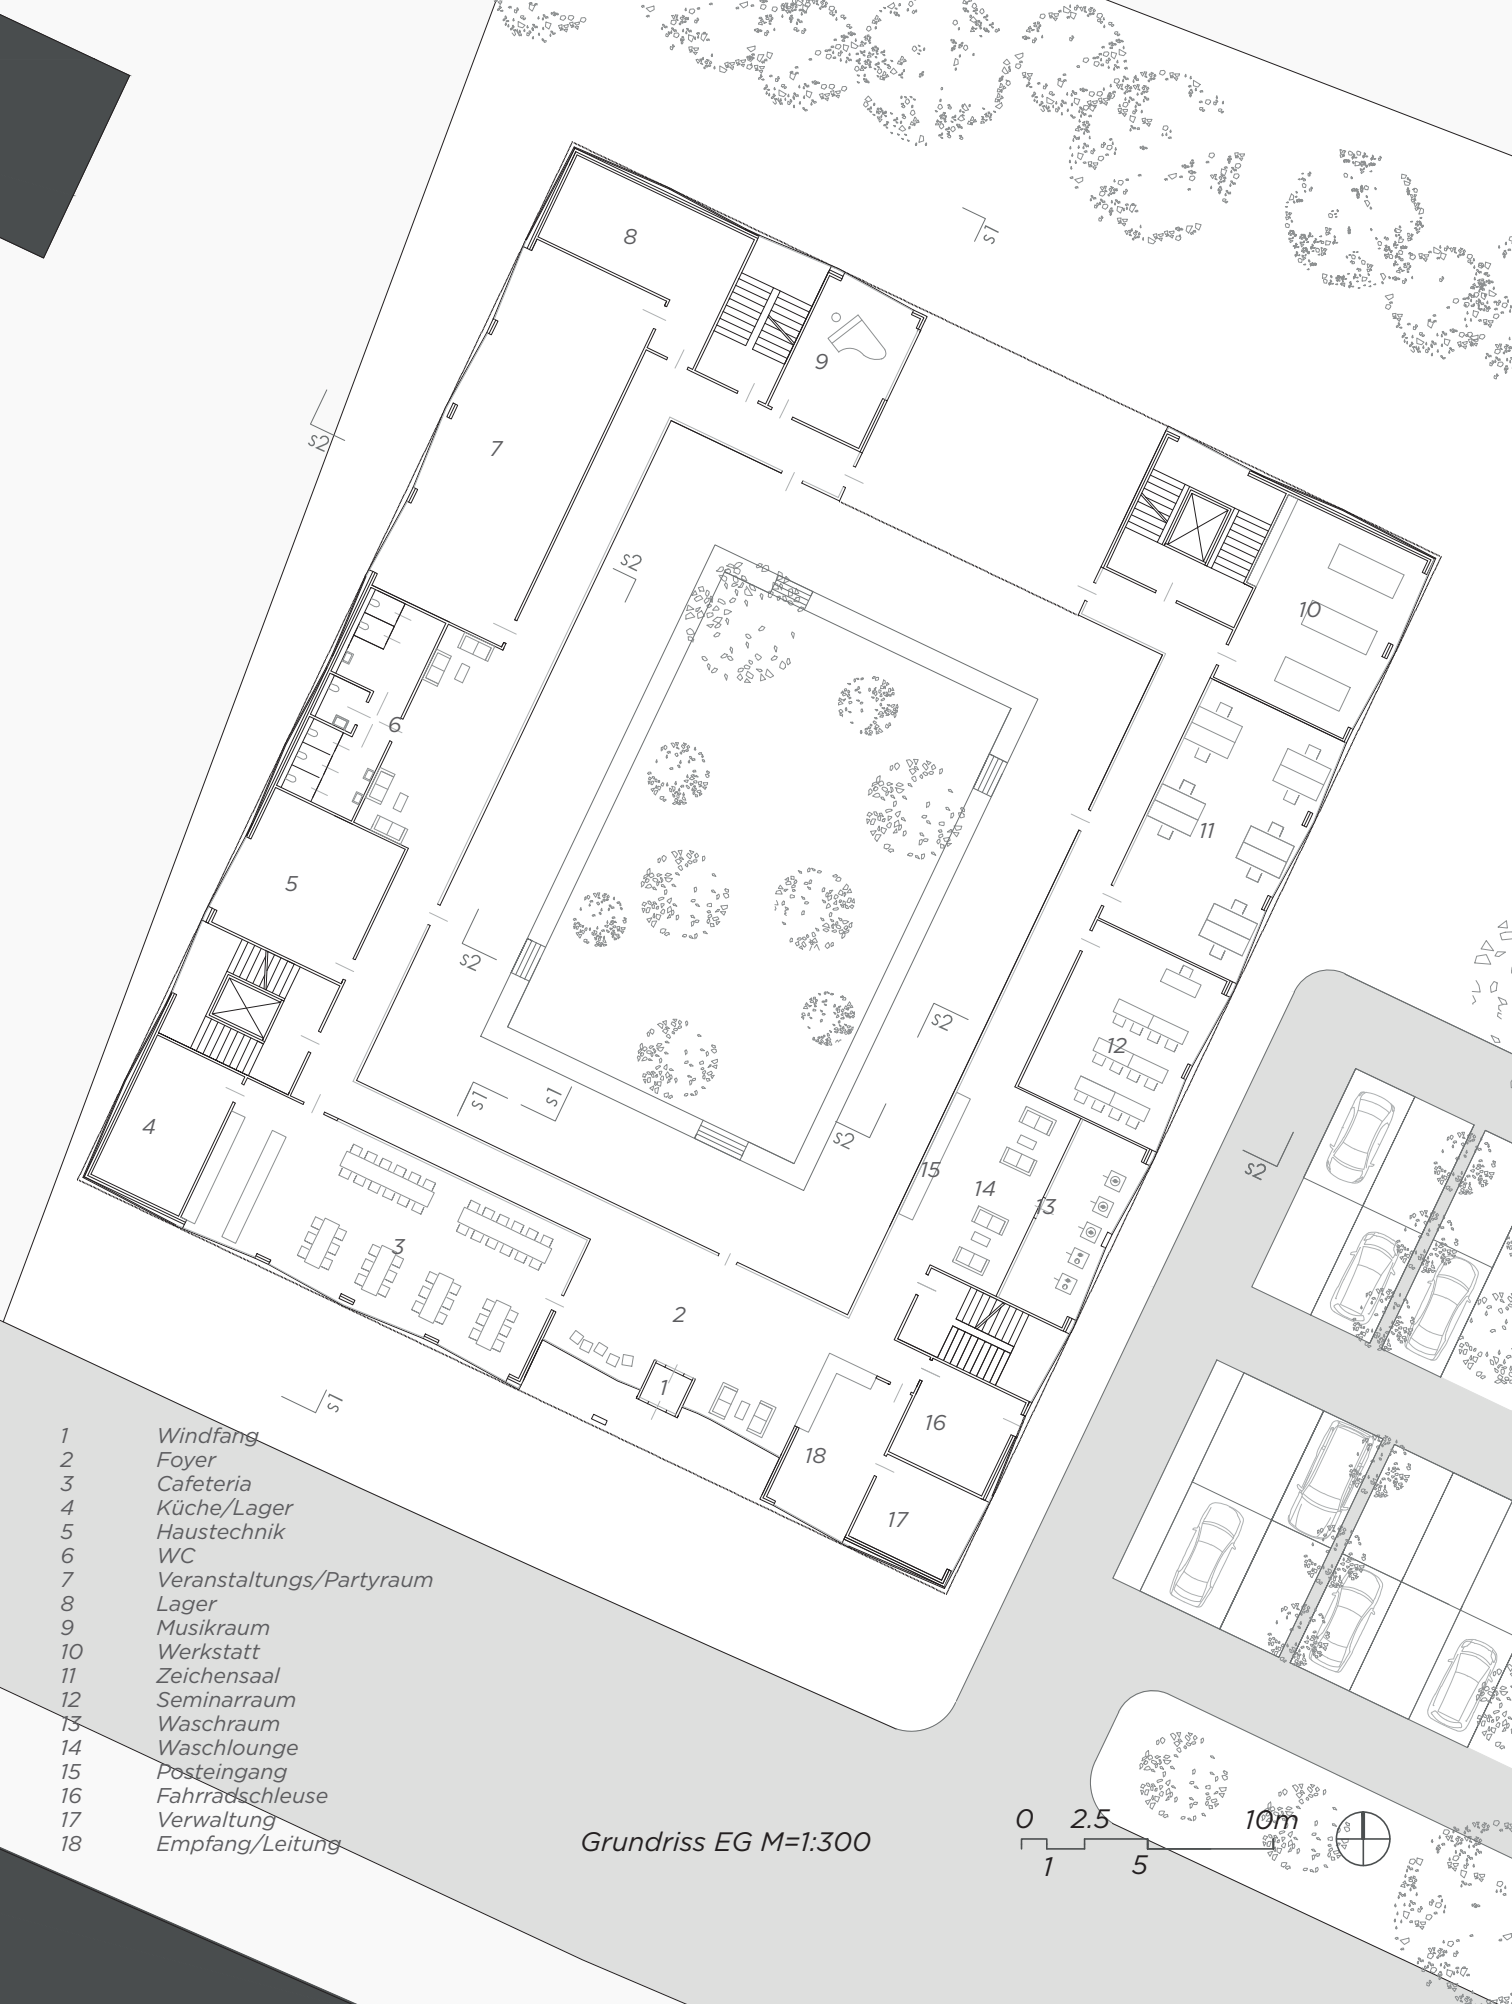 S1
8
9
S2
7
S2
10
6
11
5
S2
S2
12
S1
S1
4
S2
S2
15
14
13
3
2
1
16
S1
18
17
1 Windfang
2 Foyer
3 Cafeteria
4 Küche/Lager
5 Haustechnik
6 WC
7 Veranstaltungs/Partyraum
8 Lager
9 Musikraum
10 Werkstatt
11 Zeichensaal
12 Seminarraum
13 Waschraum
14 Waschlounge
15 Posteingang
16 Fahrradschleuse
17 Verwaltung
18 Empfang/Leitung
Grundriss EG M=1:300
0 2.5 10m
1 5